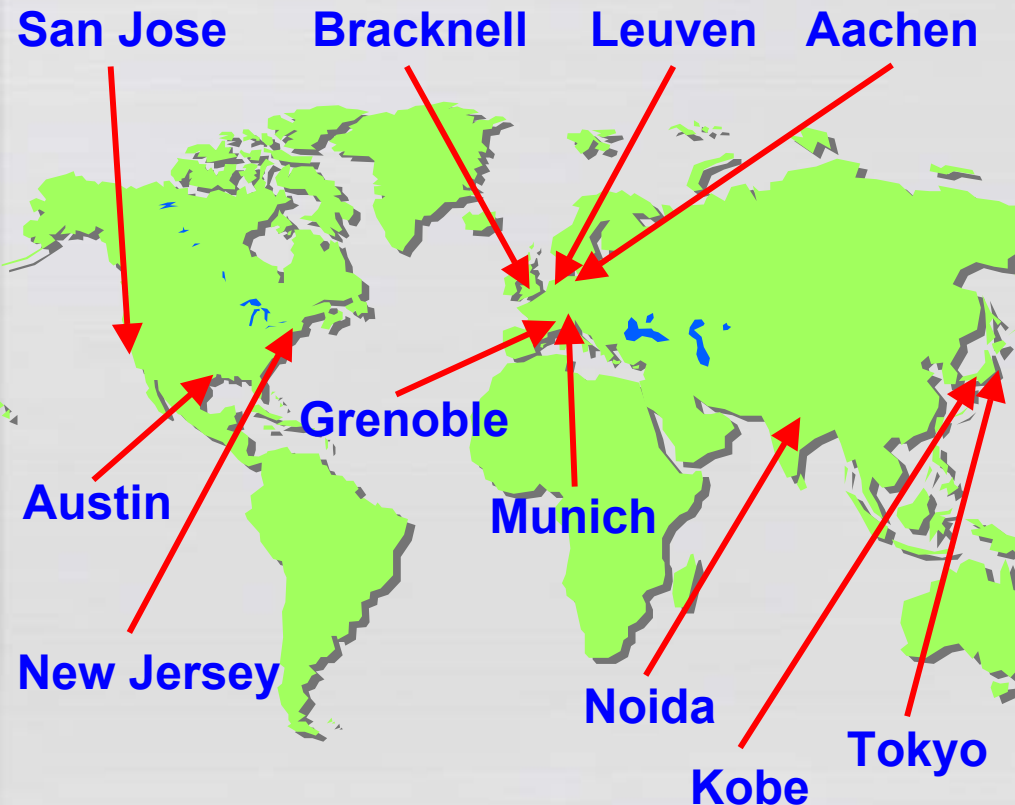 San Jose
Bracknell
Leuven
Aachen
Grenoble
Austin
Munich
New Jersey
Noida
Tokyo
Kobe